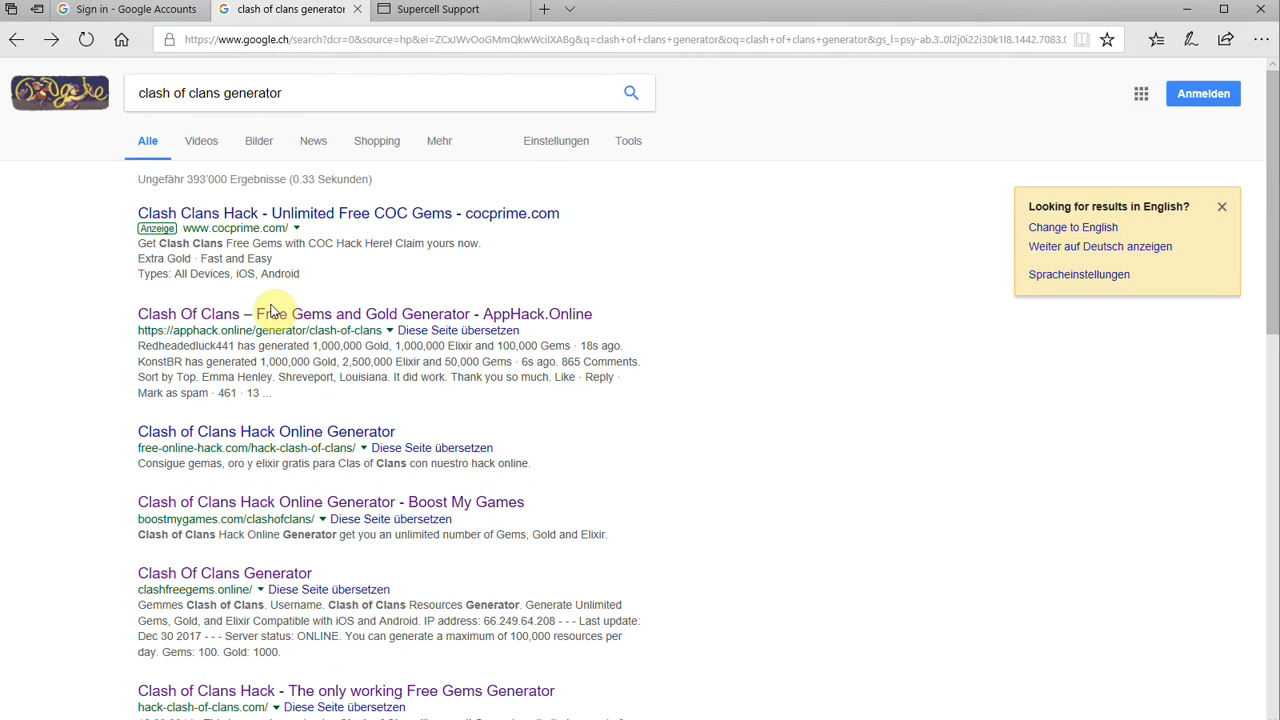 Sign in - Google Accounts
clash of clans generator
Supercell Support
https://www.google.ch/search?dcr=0&source=hp&ei=ZCxJWvOoGMmQkwWciIXABg&q=clash+of+clans+generator&oq=clash+of+clans+generator&gs_l=psy-ab.3..0l2j0i22i30k1l8.1442.7083.0
clash of clans generator
Anmelden
Alle Videos Bilder News Shopping Mehr Einstellungen Tools
Ungefähr 393'000 Ergebnisse (0.33 Sekunden)
Clash Clans Hack - Unlimited Free COC Gems - cocprime.com
Anzeige www.cocprime.com/
Get Clash Clans Free Gems with COC Hack Here! Claim yours now.
Extra Gold · Fast and Easy
Types: All Devices, iOS, Android
Clash Of Clans – Free Gems and Gold Generator - AppHack.Online
https://apphack.online/generator/clash-of-clans Diese Seite übersetzen
Redheadedluck441 has generated 1,000,000 Gold, 1,000,000 Elixir and 100,000 Gems · 18s ago.
KonstBR has generated 1,000,000 Gold, 2,500,000 Elixir and 50,000 Gems · 6s ago. 865 Comments.
Sort by Top. Emma Henley. Shreveport, Louisiana. It did work. Thank you so much. Like · Reply ·
Mark as spam · 461 · 13 ...
Clash of Clans Hack Online Generator
free-online-hack.com/hack-clash-of-clans/ Diese Seite übersetzen
Consigue gemas, oro y elixir gratis para Clas of Clans con nuestro hack online.
Clash of Clans Hack Online Generator - Boost My Games
boostmygames.com/clashofclans/ Diese Seite übersetzen
Clash of Clans Hack Online Generator get you an unlimited number of Gems, Gold and Elixir.
Clash Of Clans Generator
clashfreegems.online/ Diese Seite übersetzen
Gemmes Clash of Clans. Username. Clash of Clans Resources Generator. Generate Unlimited
Gems, Gold, and Elixir Compatible with iOS and Android. IP address: 66.249.64.208 - - - Last update:
Dec 30 2017 - - - Server status: ONLINE. You can generate a maximum of 100,000 resources per
day. Gems: 100. Gold: 1000.
Clash of Clans Hack - The only working Free Gems Generator
hack-clash-of-clans.com/ Diese Seite übersetzen
Looking for results in English?
Change to English
Weiter auf Deutsch anzeigen
Spracheinstellungen